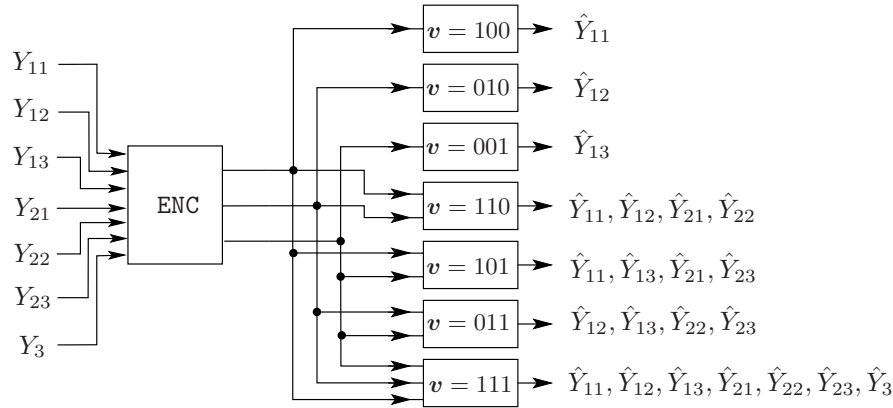 Y₁₁
Y₁₂
Y₁₃
Y₂₁
Y₂₂
Y₂₃
Y₃
ENC
v = 100 Ŷ₁₁
v = 010 Ŷ₁₂
v = 001 Ŷ₁₃
v = 110 Ŷ₁₁, Ŷ₁₂, Ŷ₂₁, Ŷ₂₂
v = 101 Ŷ₁₁, Ŷ₁₃, Ŷ₂₁, Ŷ₂₃
v = 011 Ŷ₁₂, Ŷ₁₃, Ŷ₂₂, Ŷ₂₃
v = 111 Ŷ₁₁, Ŷ₁₂, Ŷ₁₃, Ŷ₂₁, Ŷ₂₂, Ŷ₂₃, Ŷ₃